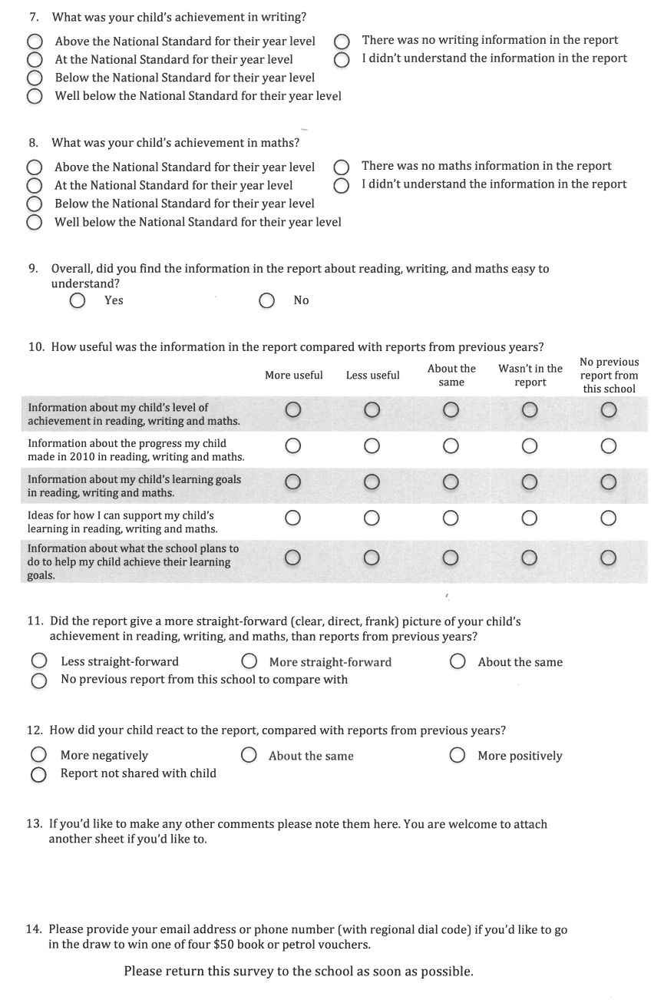 7. What was your child's achievement in writing?
Above the National Standard for their year level
There was no writing information in the report
At the National Standard for their year level
I didn't understand the information in the report
Below the National Standard for their year level
Well below the National Standard for their year level
8. What was your child's achievement in maths?
Above the National Standard for their year level
There was no maths information in the report
At the National Standard for their year level
I didn't understand the information in the report
Below the National Standard for their year level
Well below the National Standard for their year level
9. Overall, did you find the information in the report about reading, writing, and maths easy to
understand?
Yes No
10. How useful was the information in the report compared with reports from previous years?
More useful
Less useful
About the
same
Wasn't in the
report
No previous
report from
this school
Information about my child's level of
achievement in reading, writing and maths.
Information about the progress my child
made in 2010 in reading, writing and maths.
Information about my child's learning goals
in reading, writing and maths.
Ideas for how I can support my child's
learning in reading, writing and maths.
Information about what the school plans to
do to help my child achieve their learning
goals.
11. Did the report give a more straight-forward (clear, direct, frank) picture of your child's
achievement in reading, writing, and maths, than reports from previous years?
Less straight-forward More straight-forward About the same
No previous report from this school to compare with
12. How did your child react to the report, compared with reports from previous years?
More negatively About the same More positively
Report not shared with child
13. If you'd like to make any other comments please note them here. You are welcome to attach
another sheet if you'd like to.
14. Please provide your email address or phone number (with regional dial code) if you'd like to go
in the draw to win one of four $50 book or petrol vouchers.
Please return this survey to the school as soon as possible.